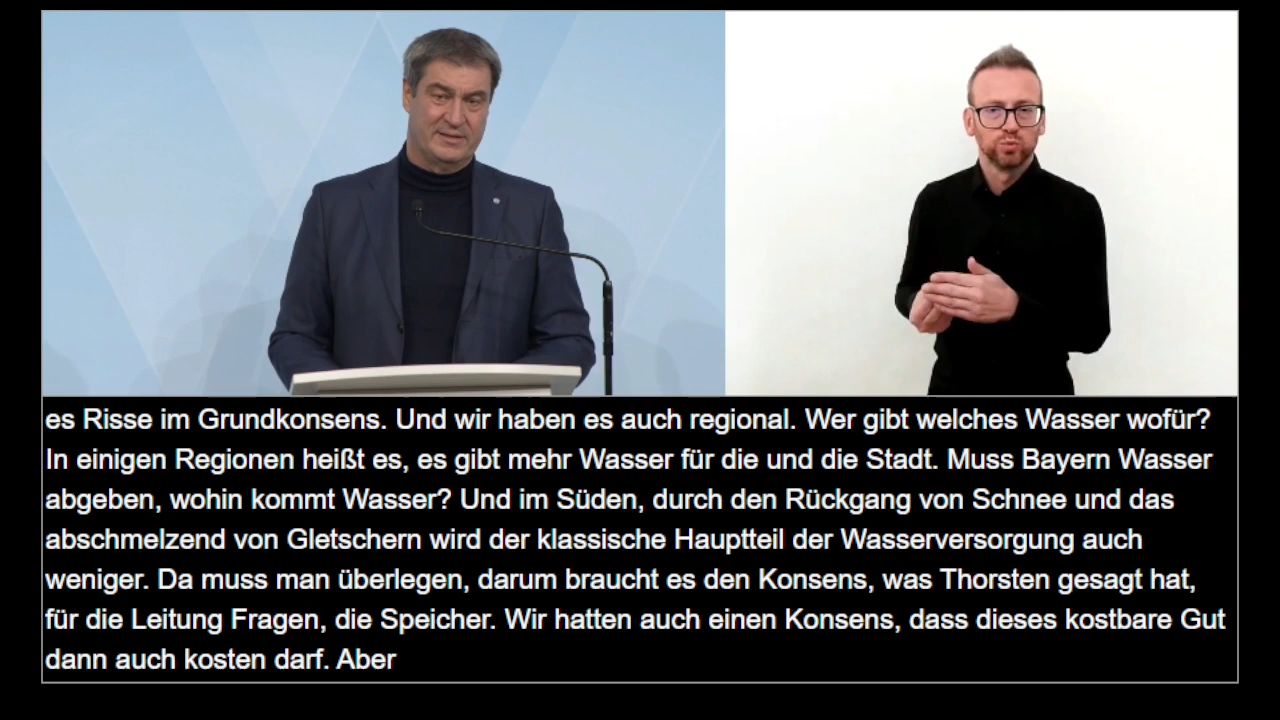 es Risse im Grundkonsens. Und wir haben es auch regional. Wer gibt welches Wasser wofür?
In einigen Regionen heißt es, es gibt mehr Wasser für die und die Stadt. Muss Bayern Wasser
abgeben, wohin kommt Wasser? Und im Süden, durch den Rückgang von Schnee und das
abschmelzend von Gletschern wird der klassische Hauptteil der Wasserversorgung auch
weniger. Da muss man überlegen, darum braucht es den Konsens, was Thorsten gesagt hat,
für die Leitung Fragen, die Speicher. Wir hatten auch einen Konsens, dass dieses kostbare Gut
dann auch kosten darf. Aber